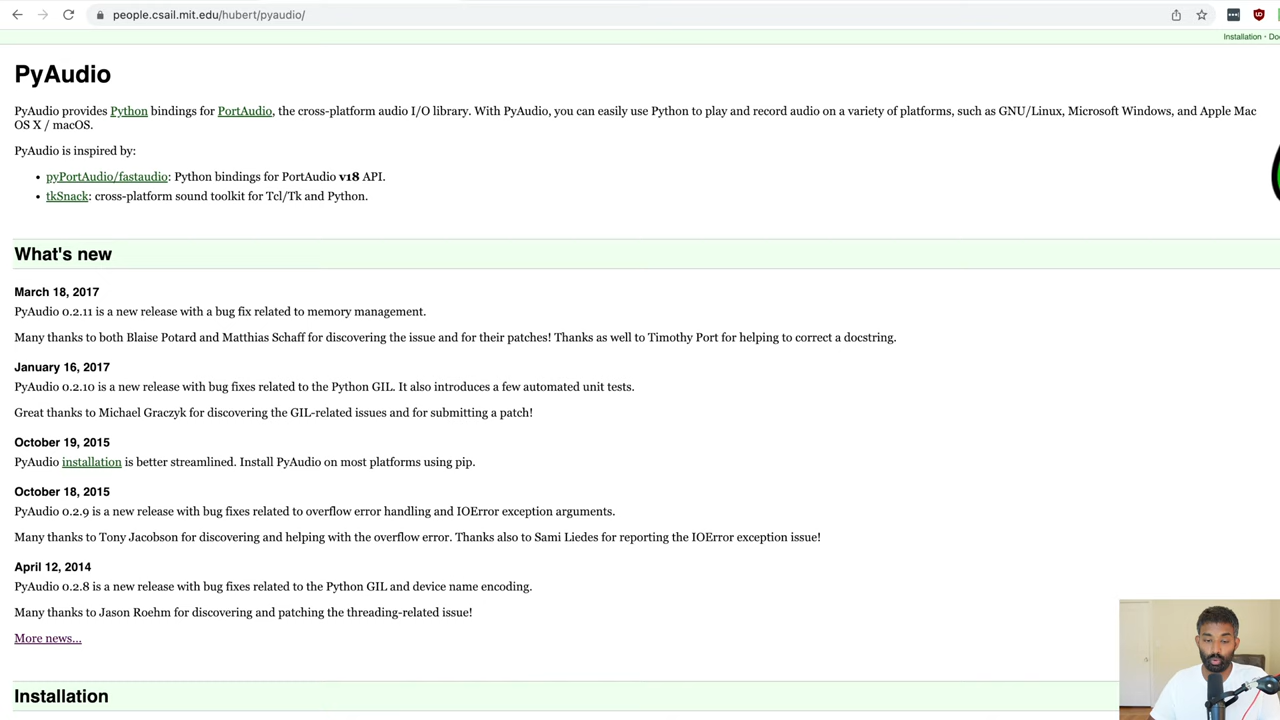 people.csail.mit.edu/hubert/pyaudio/
Installation • Do
PyAudio
PyAudio provides Python bindings for PortAudio, the cross-platform audio I/O library. With PyAudio, you can easily use Python to play and record audio on a variety of platforms, such as GNU/Linux, Microsoft Windows, and Apple Mac
OS X / macOS.
PyAudio is inspired by:
• pyPortAudio/fastaudio: Python bindings for PortAudio v18 API.
• tkSnack: cross-platform sound toolkit for Tcl/Tk and Python.
What's new
March 18, 2017
PyAudio 0.2.11 is a new release with a bug fix related to memory management.
Many thanks to both Blaise Potard and Matthias Schaff for discovering the issue and for their patches! Thanks as well to Timothy Port for helping to correct a docstring.
January 16, 2017
PyAudio 0.2.10 is a new release with bug fixes related to the Python GIL. It also introduces a few automated unit tests.
Great thanks to Michael Graczyk for discovering the GIL-related issues and for submitting a patch!
October 19, 2015
PyAudio installation is better streamlined. Install PyAudio on most platforms using pip.
October 18, 2015
PyAudio 0.2.9 is a new release with bug fixes related to overflow error handling and IOError exception arguments.
Many thanks to Tony Jacobson for discovering and helping with the overflow error. Thanks also to Sami Liedes for reporting the IOError exception issue!
April 12, 2014
PyAudio 0.2.8 is a new release with bug fixes related to the Python GIL and device name encoding.
Many thanks to Jason Roehm for discovering and patching the threading-related issue!
More news...
Installation